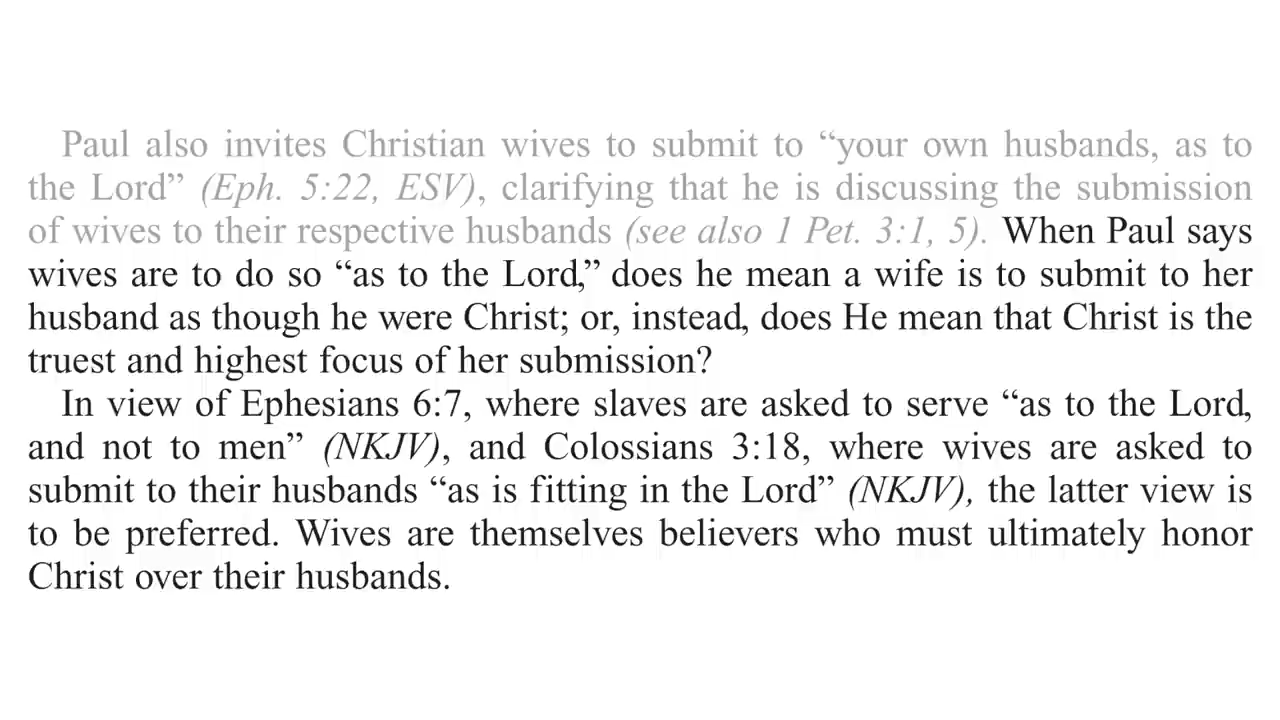 Paul also invites Christian wives to submit to “your own husbands, as to
the Lord” (Eph. 5:22, ESV), clarifying that he is discussing the submission
of wives to their respective husbands (see also 1 Pet. 3:1, 5). When Paul says
wives are to do so “as to the Lord,” does he mean a wife is to submit to her
husband as though he were Christ; or, instead, does He mean that Christ is the
truest and highest focus of her submission?
In view of Ephesians 6:7, where slaves are asked to serve “as to the Lord,
and not to men” (NKJV), and Colossians 3:18, where wives are asked to
submit to their husbands “as is fitting in the Lord” (NKJV), the latter view is
to be preferred. Wives are themselves believers who must ultimately honor
Christ over their husbands.